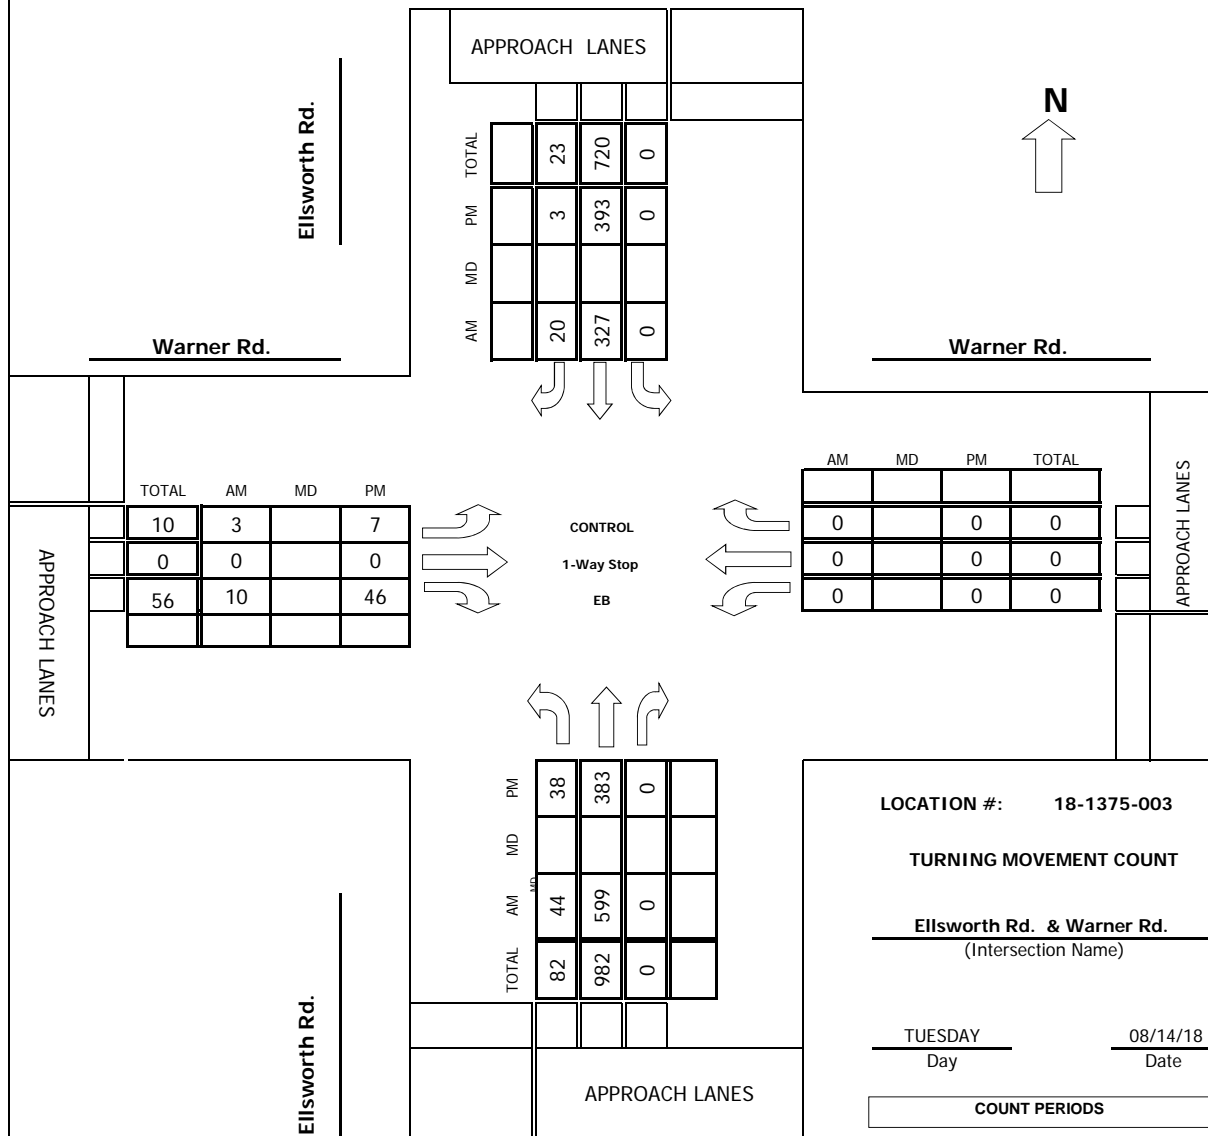 APPROACH LANES
N
Ellsworth Rd.
TOTAL 23 720 0
PM 3 393 0
MD
AM 20 327 0
Warner Rd.
Warner Rd.
TOTAL AM MD PM
10 3 7
0 0 0
56 10 46
APPROACH LANES
CONTROL
1-Way Stop
EB
AM MD PM TOTAL
0 0 0
0 0 0
0 0 0
APPROACH LANES
PM 38 383 0
MD
MD
AM 44 599 0
TOTAL 82 982 0
Ellsworth Rd.
APPROACH LANES
LOCATION #: 18-1375-003
TURNING MOVEMENT COUNT
Ellsworth Rd. & Warner Rd.
(Intersection Name)
TUESDAY 08/14/18
Day Date
COUNT PERIODS